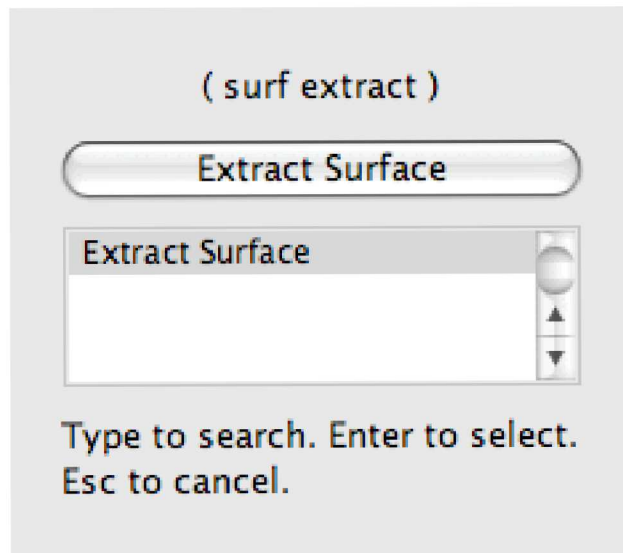 ( surf extract )
Extract Surface
Extract Surface
Type to search. Enter to select.
Esc to cancel.